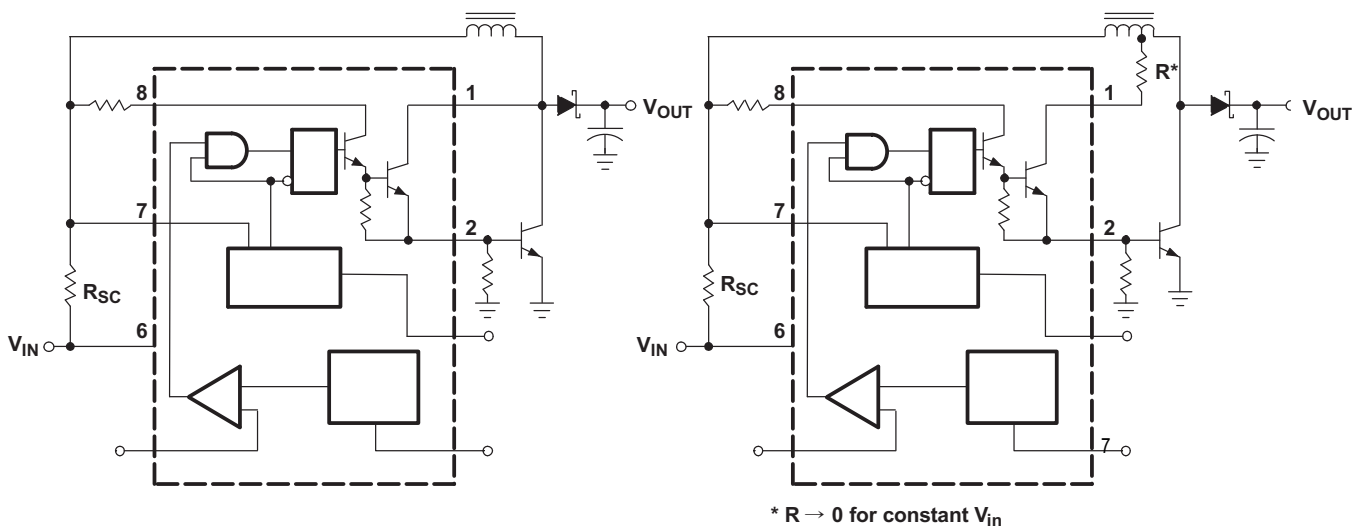 8
1
V_OUT
7
2
R_SC
6
V_IN
R*
8
1
V_OUT
7
2
R_SC
6
V_IN
7
* R → 0 for constant V_in